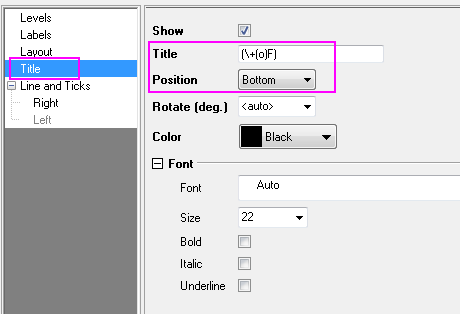 Levels
Labels
Layout
Title
Line and Ticks
Right
Left
Show
Title (\+(o)F)
Position Bottom
Rotate (deg.) <auto>
Color Black
Font
Font Auto
Size 22
Bold
Italic
Underline